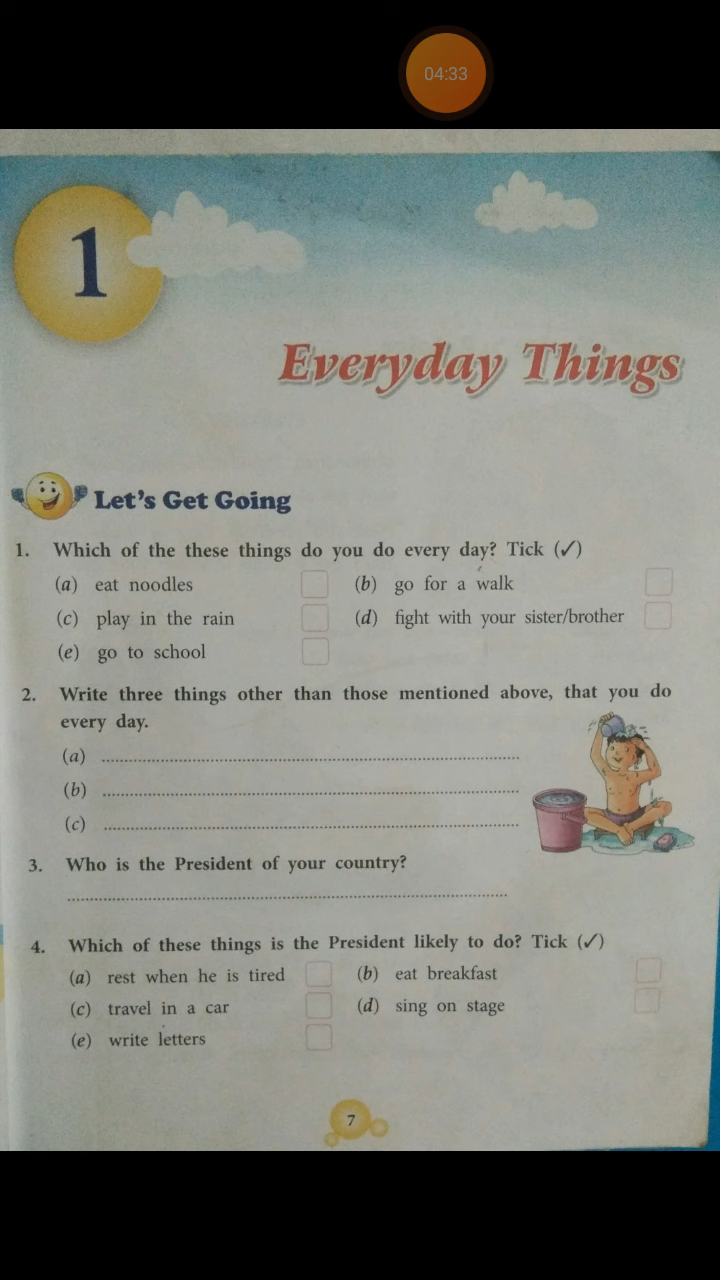 04:33
1
Everyday Things
Let's Get Going
1. Which of the these things do you do every day? Tick (✓)
(a) eat noodles (b) go for a walk
(c) play in the rain (d) fight with your sister/brother
(e) go to school
2. Write three things other than those mentioned above, that you do
every day.
(a) ........................................................
(b) ........................................................
(c) ........................................................
3. Who is the President of your country?
........................................................
4. Which of these things is the President likely to do? Tick (✓)
(a) rest when he is tired (b) eat breakfast
(c) travel in a car (d) sing on stage
(e) write letters
7